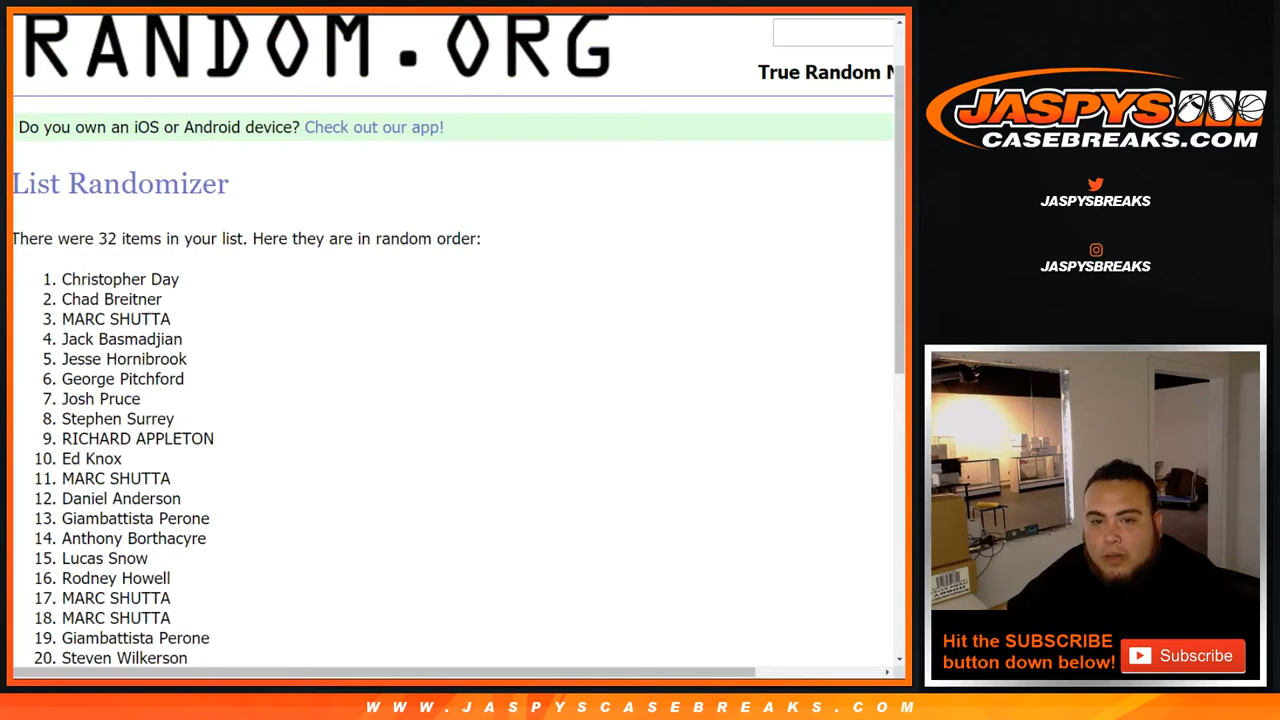 RANDOM.ORG
True Random N
Do you own an iOS or Android device? Check out our app!
List Randomizer
There were 32 items in your list. Here they are in random order:
1. Christopher Day
2. Chad Breitner
3. MARC SHUTTA
4. Jack Basmadjian
5. Jesse Hornibrook
6. George Pitchford
7. Josh Pruce
8. Stephen Surrey
9. RICHARD APPLETON
10. Ed Knox
11. MARC SHUTTA
12. Daniel Anderson
13. Giambattista Perone
14. Anthony Borthacyre
15. Lucas Snow
16. Rodney Howell
17. MARC SHUTTA
18. MARC SHUTTA
19. Giambattista Perone
20. Steven Wilkerson
JASPYS
CASEBREAKS.COM
JASPYSBREAKS
JASPYSBREAKS
Hit the SUBSCRIBE
button down below!
Subscribe
WWW.JASPYSCASEBREAKS.COM